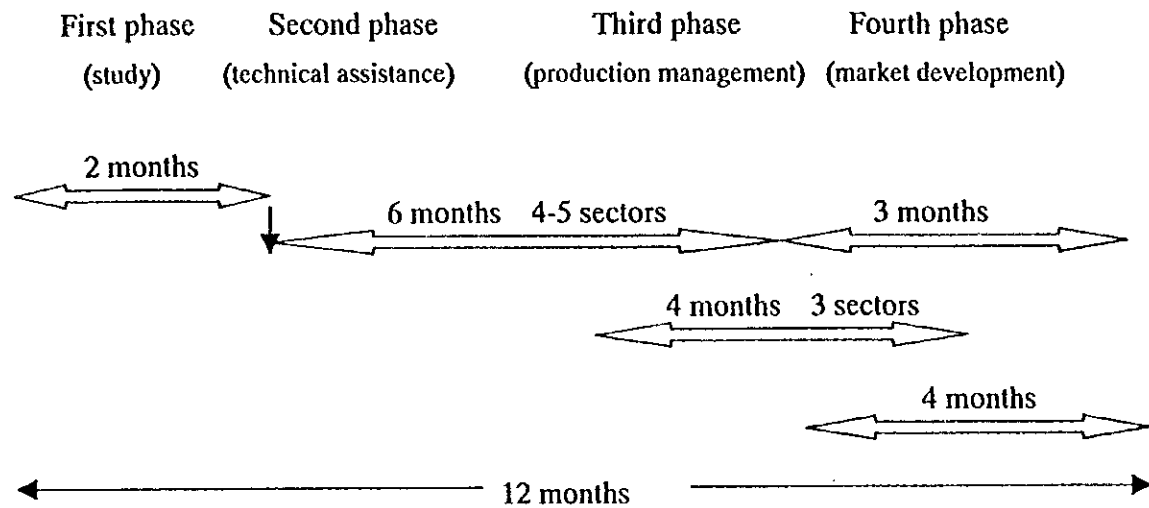 First phase Second phase Third phase Fourth phase
(study) (technical assistance) (production management) (market development)
2 months
6 months 4-5 sectors 3 months
4 months 3 sectors
4 months
12 months